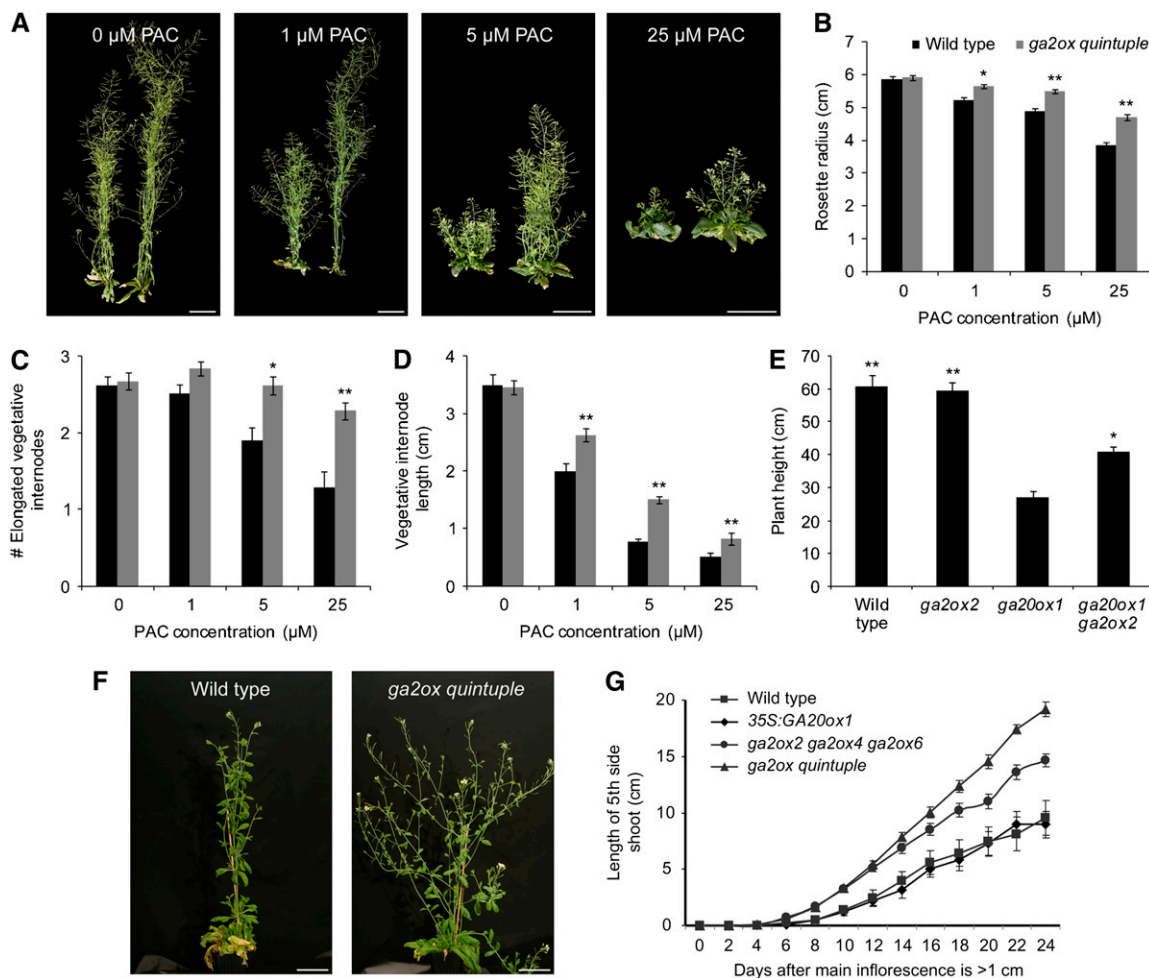 A
0 µM PAC
1 µM PAC
5 µM PAC
25 µM PAC
B
Wild type
ga2ox quintuple
Rosette radius (cm)
7
6
5
4
3
2
1
0
*
**
**
0 1 5 25
PAC concentration (µM)
C
# Elongated vegetative
internodes
3
2
1
0
*
**
0 1 5 25
PAC concentration (µM)
D
Vegetative internode
length (cm)
4
3
2
1
0
**
**
**
0 1 5 25
PAC concentration (µM)
E
Plant height (cm)
70
60
50
40
30
20
10
0
**
**
*
Wild
type
ga2ox2
ga20ox1
ga20ox1
ga2ox2
F
Wild type
ga2ox quintuple
G
Length of 5th side
shoot (cm)
20
15
10
5
0
Wild type
35S:GA20ox1
ga2ox2 ga2ox4 ga2ox6
ga2ox quintuple
0 2 4 6 8 10 12 14 16 18 20 22 24
Days after main inflorescence is >1 cm